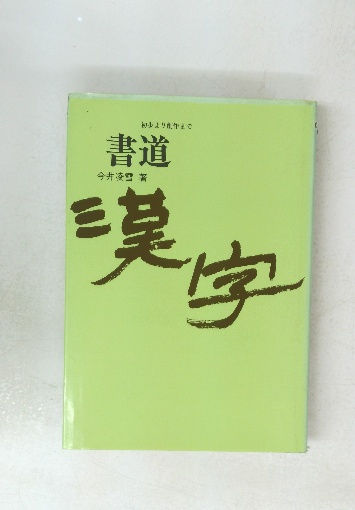 初歩より創作まで
書道
今井凌雪 著
漢字